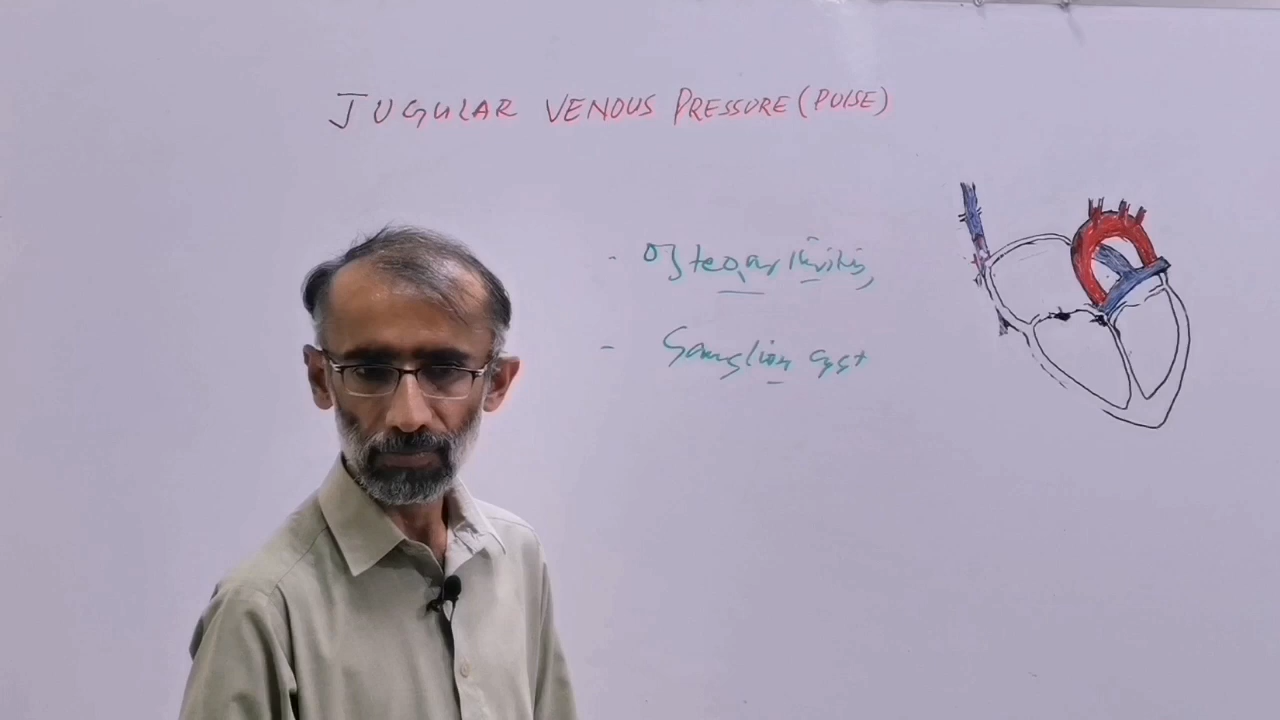 JUGULAR VENOUS PRESSURE (PULSE)
- Osteoarthritis
- Ganglion cyst